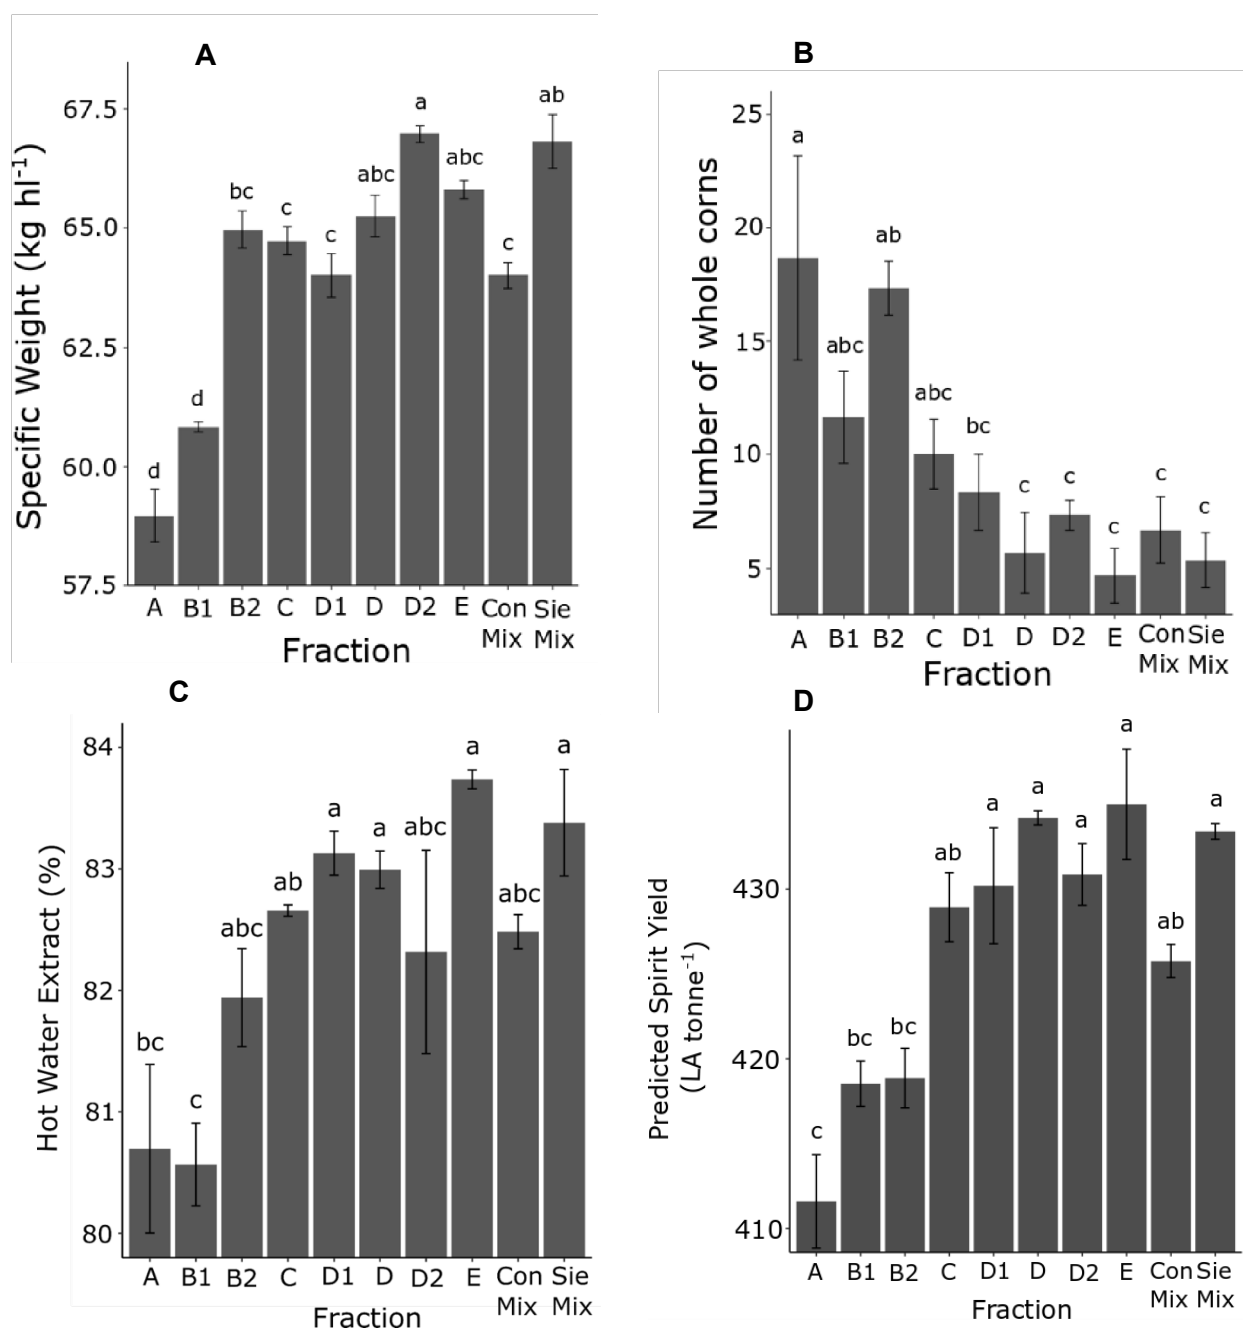 A
Specific Weight (kg hl-1)
67.5
65.0
62.5
60.0
57.5
d
d
bc
c
c
abc
a
abc
c
ab
A B1 B2 C D1 D D2 E Con Sie
Mix Mix
Fraction
B
Number of whole corns
25
20
15
10
5
a
abc
ab
abc
bc
c
c
c
c
c
A B1 B2 C D1 D D2 E Con Sie
Mix Mix
Fraction
C
Hot Water Extract (%)
84
83
82
81
80
bc
c
abc
ab
a
a
abc
a
abc
a
A B1 B2 C D1 D D2 E Con Sie
Mix Mix
Fraction
D
Predicted Spirit Yield
(LA tonne-1)
430
420
410
c
bc
bc
ab
a
a
a
a
ab
a
A B1 B2 C D1 D D2 E Con Sie
Mix Mix
Fraction